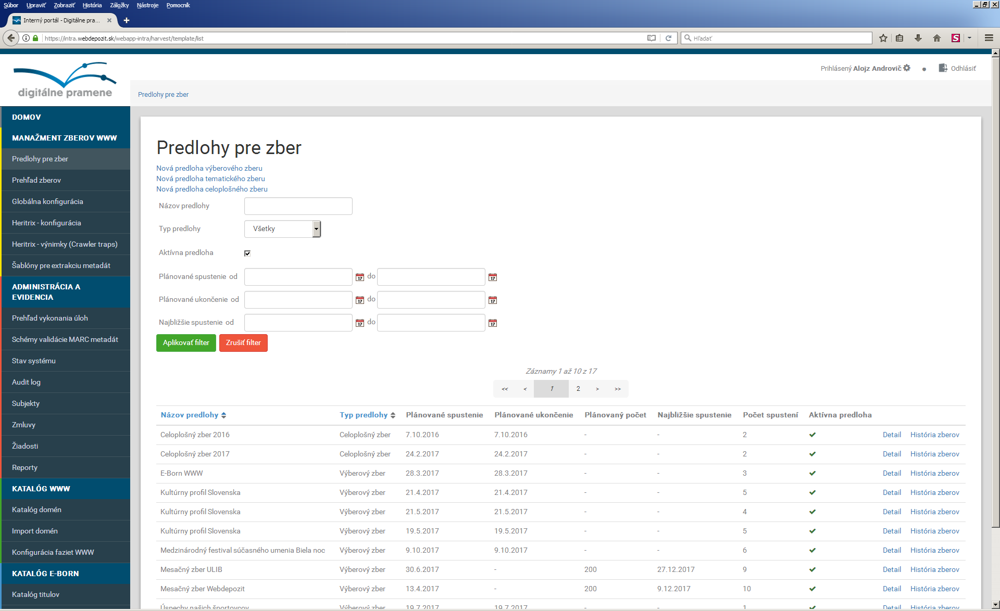 Súbor Upraviť Zobraziť História Záložky Nástroje Pomocník
Interný portál - Digitálne pra...
https://intra.webdepozit.sk/webapp-intra/harvest/template/list
Hľadať
digitálne pramene
Prihlásený Alojz Androvič
Odhlásiť
Predlohy pre zber
DOMOV
MANAŽMENT ZBEROV WWW
Predlohy pre zber
Prehľad zberov
Globálna konfigurácia
Heritrix - konfigurácia
Heritrix - výnimky (Crawler traps)
Šablóny pre extrakciu metadát
ADMINISTRÁCIA A
EVIDENCIA
Prehľad vykonania úloh
Schémy validácie MARC metadát
Stav systému
Audit log
Subjekty
Zmluvy
Žiadosti
Reporty
KATALÓG WWW
Katalóg domén
Import domén
Konfigurácia faziet WWW
KATALÓG E-BORN
Katalóg titulov
Predlohy pre zber
Nová predloha výberového zberu
Nová predloha tematického zberu
Nová predloha celoplošného zberu
Názov predlohy
Typ predlohy Všetky
Aktívna predloha
Plánované spustenie od 17 do 17
Plánované ukončenie od 17 do 17
Najbližšie spustenie od 17 do 17
Aplikovať filter Zrušiť filter
Záznamy 1 až 10 z 17
<< < 1 2 > >>
Názov predlohy Typ predlohy Plánované spustenie Plánované ukončenie Plánovaný počet Najbližšie spustenie Počet spustení Aktívna predloha
Celoplošný zber 2016 Celoplošný zber 7.10.2016 7.10.2016 - - 2 Detail História zberov
Celoplošný zber 2017 Celoplošný zber 24.2.2017 24.2.2017 - - 2 Detail História zberov
E-Born WWW Výberový zber 28.3.2017 28.3.2017 - - 3 Detail História zberov
Kultúrny profil Slovenska Výberový zber 21.4.2017 21.4.2017 - - 5 Detail História zberov
Kultúrny profil Slovenska Výberový zber 21.5.2017 21.5.2017 - - 4 Detail História zberov
Kultúrny profil Slovenska Výberový zber 19.5.2017 19.5.2017 - - 5 Detail História zberov
Medzinárodný festival súčasného umenia Biela noc Výberový zber 9.10.2017 9.10.2017 - - 6 Detail História zberov
Mesačný zber ULIB Výberový zber 30.6.2017 - 200 27.12.2017 9 Detail História zberov
Mesačný zber Webdepozit Výberový zber 13.4.2017 - 200 9.12.2017 10 Detail História zberov
Úspechy našich športovcov Výberový zber 19.7.2017 19.7.2017 - - 1 Detail História zberov